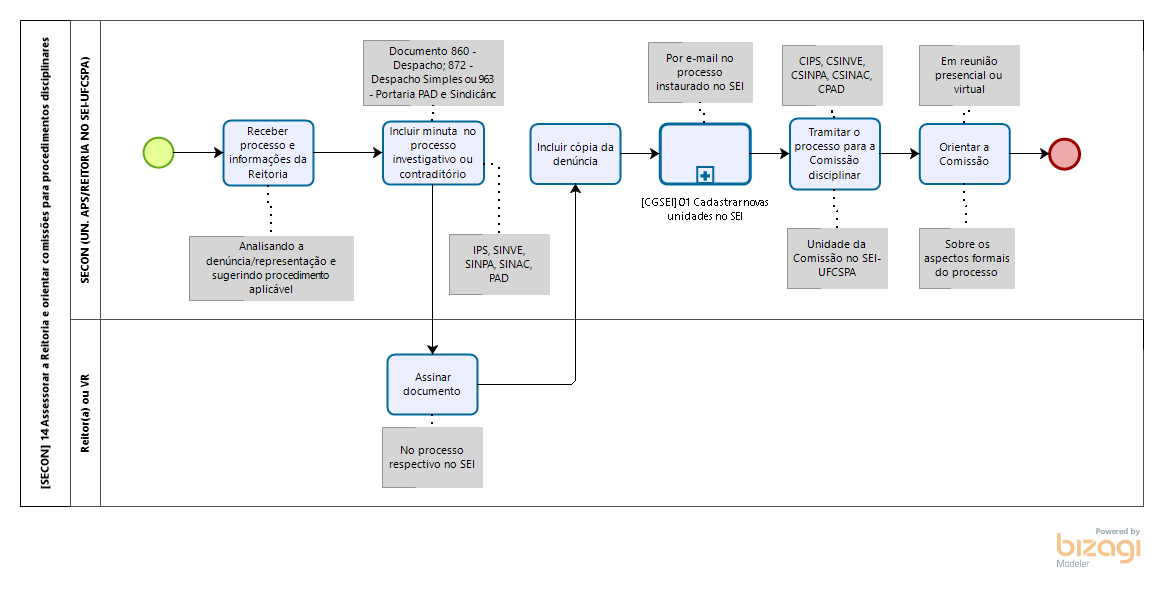 [SECON] 14 Assessorar a Reitoria e orientar comissões para procedimentos disciplinares
SECON (UN. APS/REITORIA NO SEI-UFCSPA)
Documento 860 -
Despacho; 872 -
Despacho Simples ou 963
- Portaria PAD e Sindicânc
Por e-mail no
processo
instaurado no SEI
CIPS, CSINVE,
CSINPA, CSINAC,
CPAD
Em reunião
presencial ou
virtual
Receber
processo e
informações da
Reitoria
Incluir minuta no
processo
investigativo ou
contraditório
Incluir cópia da
denúncia
[CGSEI] 01 Cadastrar novas
unidades no SEI
Tramitar o
processo para a
Comissão
disciplinar
Orientar a
Comissão
Analisando a
denúncia/representação e
sugerindo procedimento
aplicável
IPS, SINVE,
SINPA, SINAC,
PAD
Unidade da
Comissão no SEI-
UFCSPA
Sobre os
aspectos formais
do processo
Reitor(a) ou VR
Assinar
documento
No processo
respectivo no SEI
Powered by
bizagi
Modeler